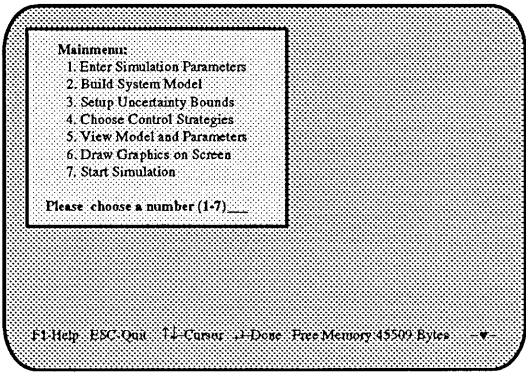 Mainmenu:
1. Enter Simulation Parameters
2. Build System Model
3. Setup Uncertainty Bounds
4. Choose Control Strategies
5. View Model and Parameters
6. Draw Graphics on Screen
7. Start Simulation
Please choose a number (1-7)___
F1-Help ESC-Quit ↑↓-Cursor ↵-Done Free Memory:45509 Bytes –▼–